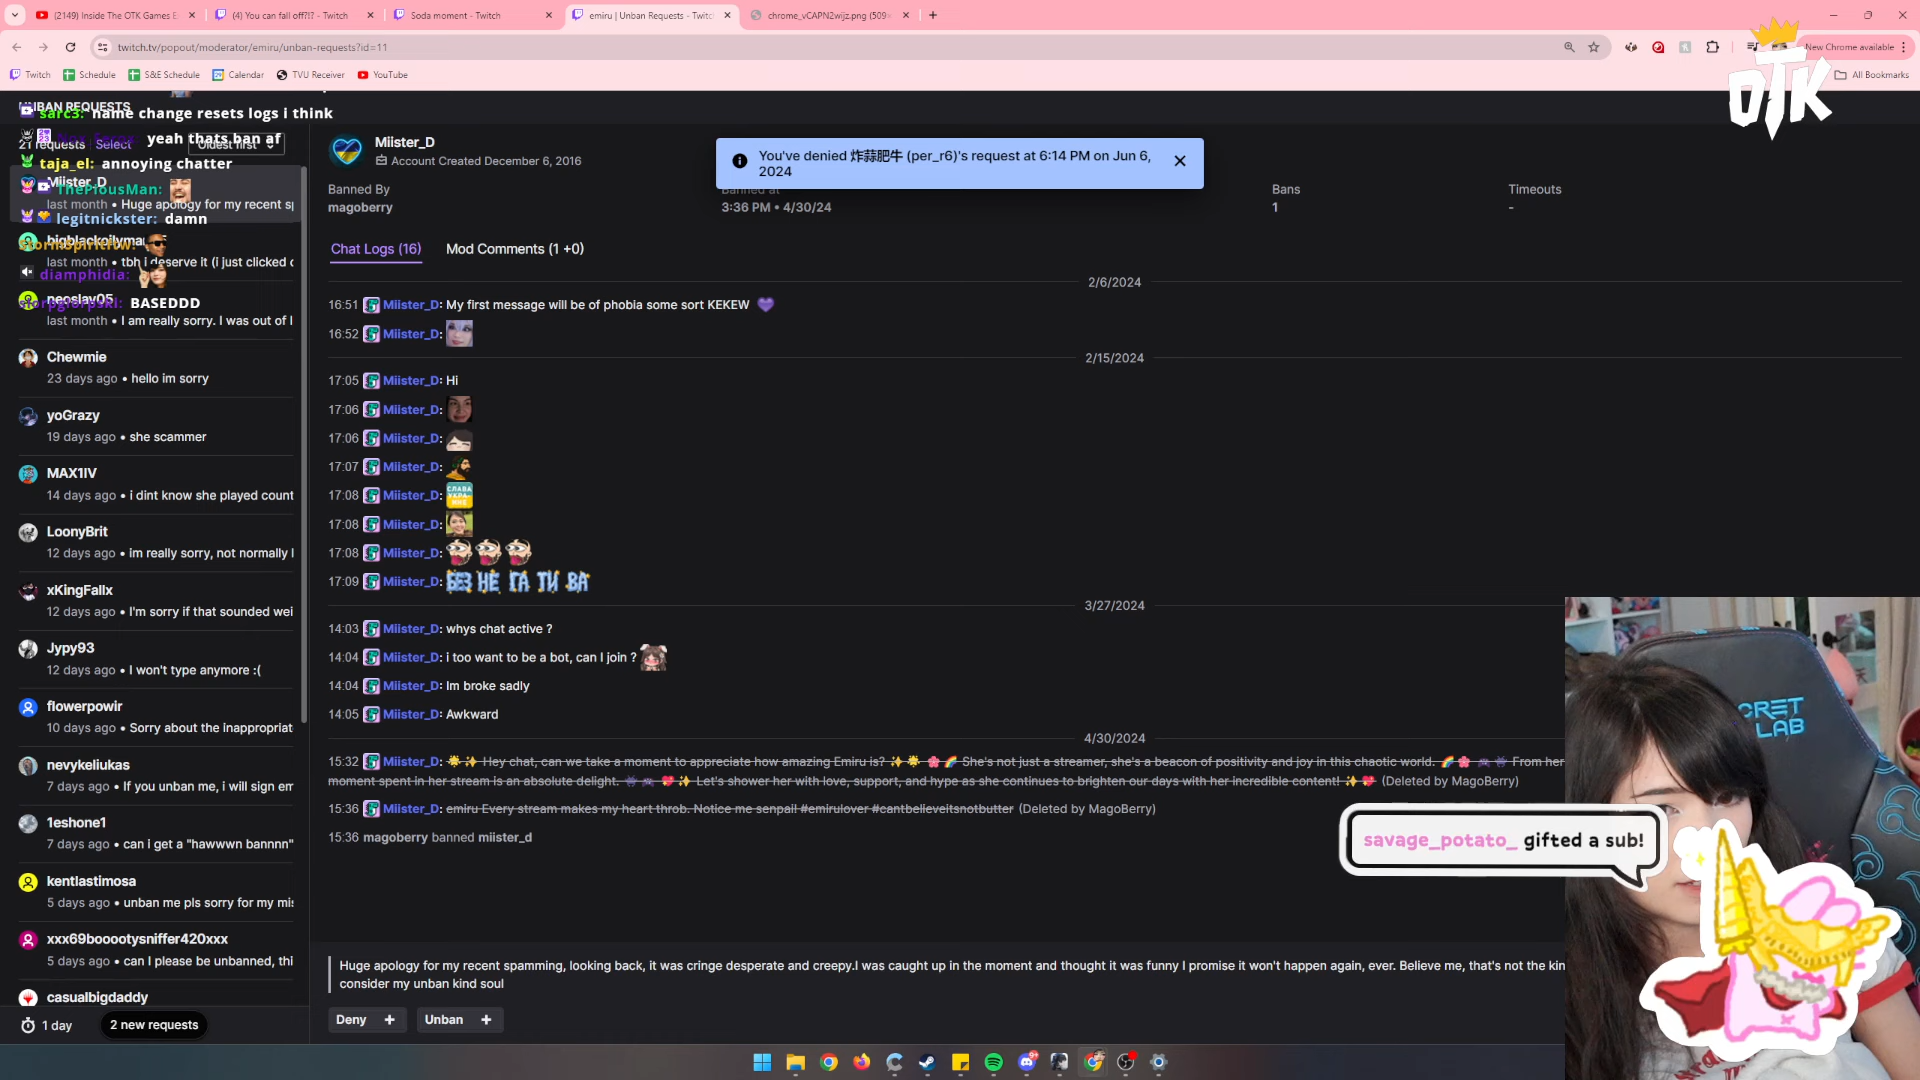 (2149) Inside The OTK Games E
(4) You can fall off?!? - Twitch
Soda moment - Twitch
emiru | Unban Requests - Twitc
chrome_vCAPN2wijz.png (509×
twitch.tv/popout/moderator/emiru/unban-requests?id=11
New Chrome available
Twitch
Schedule
S&E Schedule
Calendar
TVU Receiver
YouTube
All Bookmarks
OTK
UNBAN REQUESTS
sarc3: name change resets logs i think
yeah thats ban af
21 requests Select
Oldest first
taja_el: annoying chatter
ThePiousMan:
Miister_D
last month • Huge apology for my recent sp
legitnickster: damn
last month • tbh i deserve it (i just clicked c
diamphidia:
neoslav05
BASEDDD
last month • I am really sorry. I was out of l
Chewmie
23 days ago • hello im sorry
yoGrazy
19 days ago • she scammer
MAX1IV
14 days ago • i dint know she played count
LoonyBrit
12 days ago • im really sorry, not normally l
xKingFallx
12 days ago • I'm sorry if that sounded wei
Jypy93
12 days ago • I won't type anymore :(
flowerpowir
10 days ago • Sorry about the inappropriat
nevykeliukas
7 days ago • If you unban me, i will sign em
1eshone1
7 days ago • can i get a "hawwwn bannnn"
kentlastimosa
5 days ago • unban me pls sorry for my mis
xxx69booootysniffer420xxx
5 days ago • can I please be unbanned, thi
casualbigdaddy
1 day
2 new requests
Miister_D
Account Created December 6, 2016
You've denied 炸蒜肥牛 (per_r6)'s request at 6:14 PM on Jun 6,
2024
Banned By
magoberry
Banned at
3:36 PM • 4/30/24
Bans
1
Timeouts
-
Chat Logs (16)
Mod Comments (1 +0)
2/6/2024
16:51 Miister_D: My first message will be of phobia some sort KEKEW
16:52 Miister_D:
2/15/2024
17:05 Miister_D: Hi
17:06 Miister_D:
17:06 Miister_D:
17:07 Miister_D:
17:08 Miister_D: СЛАВА УКРАЇНІ
17:08 Miister_D:
17:08 Miister_D:
17:09 Miister_D: БЕЗ НЕ ГА ТИ ВА
3/27/2024
14:03 Miister_D: whys chat active ?
14:04 Miister_D: i too want to be a bot, can I join ?
14:04 Miister_D: Im broke sadly
14:05 Miister_D: Awkward
4/30/2024
15:32 Miister_D: Hey chat, can we take a moment to appreciate how amazing Emiru is? She's not just a streamer, she's a beacon of positivity and joy in this chaotic world. From her
moment spent in her stream is an absolute delight. Let's shower her with love, support, and hype as she continues to brighten our days with her incredible content! (Deleted by MagoBerry)
15:36 Miister_D: emiru Every stream makes my heart throb. Notice me senpail #emirulover #cantbelieveitsnotbutter (Deleted by MagoBerry)
15:36 magoberry banned miister_d
Huge apology for my recent spamming, looking back, it was cringe desperate and creepy.I was caught up in the moment and thought it was funny I promise it won't happen again, ever. Believe me, that's not the kin
consider my unban kind soul
Deny +
Unban +
savage_potato_ gifted a sub!
CRET
LAB